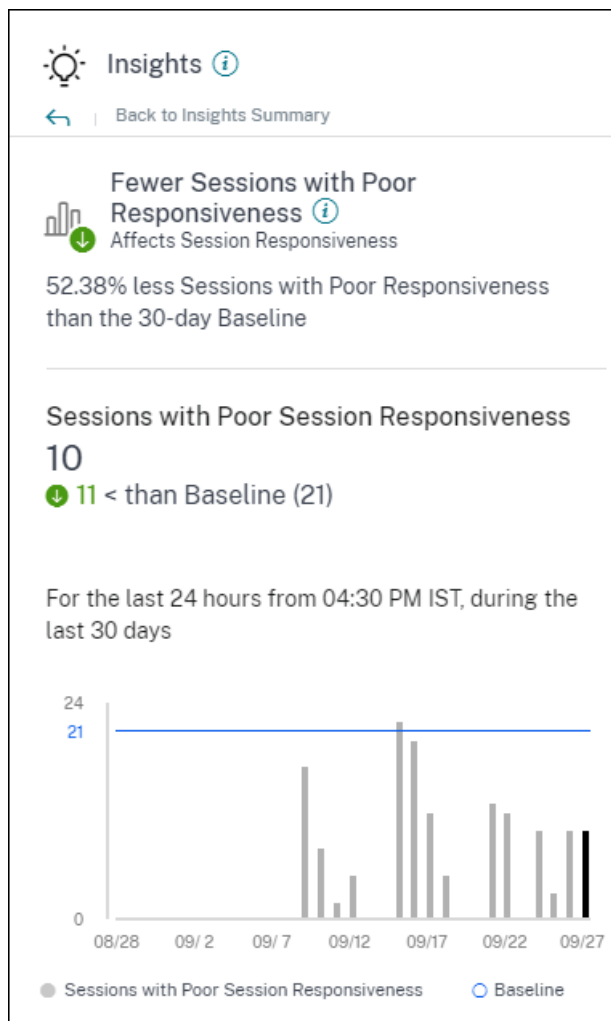 Insights
Back to Insights Summary
Fewer Sessions with Poor
Responsiveness
Affects Session Responsiveness
52.38% less Sessions with Poor Responsiveness
than the 30-day Baseline
Sessions with Poor Session Responsiveness
10
11 < than Baseline (21)
For the last 24 hours from 04:30 PM IST, during the
last 30 days
24
21
0
08/28 09/ 2 09/ 7 09/12 09/17 09/22 09/27
Sessions with Poor Session Responsiveness Baseline